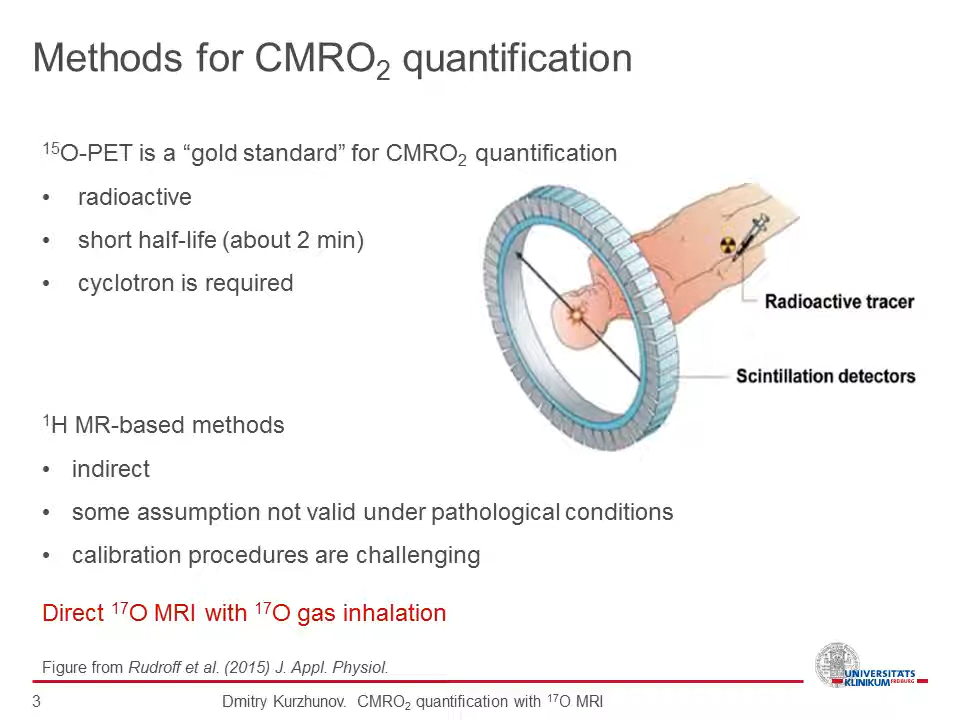 Methods for CMRO₂ quantification
¹⁵O-PET is a “gold standard” for CMRO₂ quantification
• radioactive
• short half-life (about 2 min)
• cyclotron is required
Radioactive tracer
Scintillation detectors
¹H MR-based methods
• indirect
• some assumption not valid under pathological conditions
• calibration procedures are challenging
Direct ¹⁷O MRI with ¹⁷O gas inhalation
Figure from Rudroff et al. (2015) J. Appl. Physiol.
UNIVERSITÄTS
KLINIKUM FREIBURG
3
Dmitry Kurzhunov. CMRO₂ quantification with ¹⁷O MRI